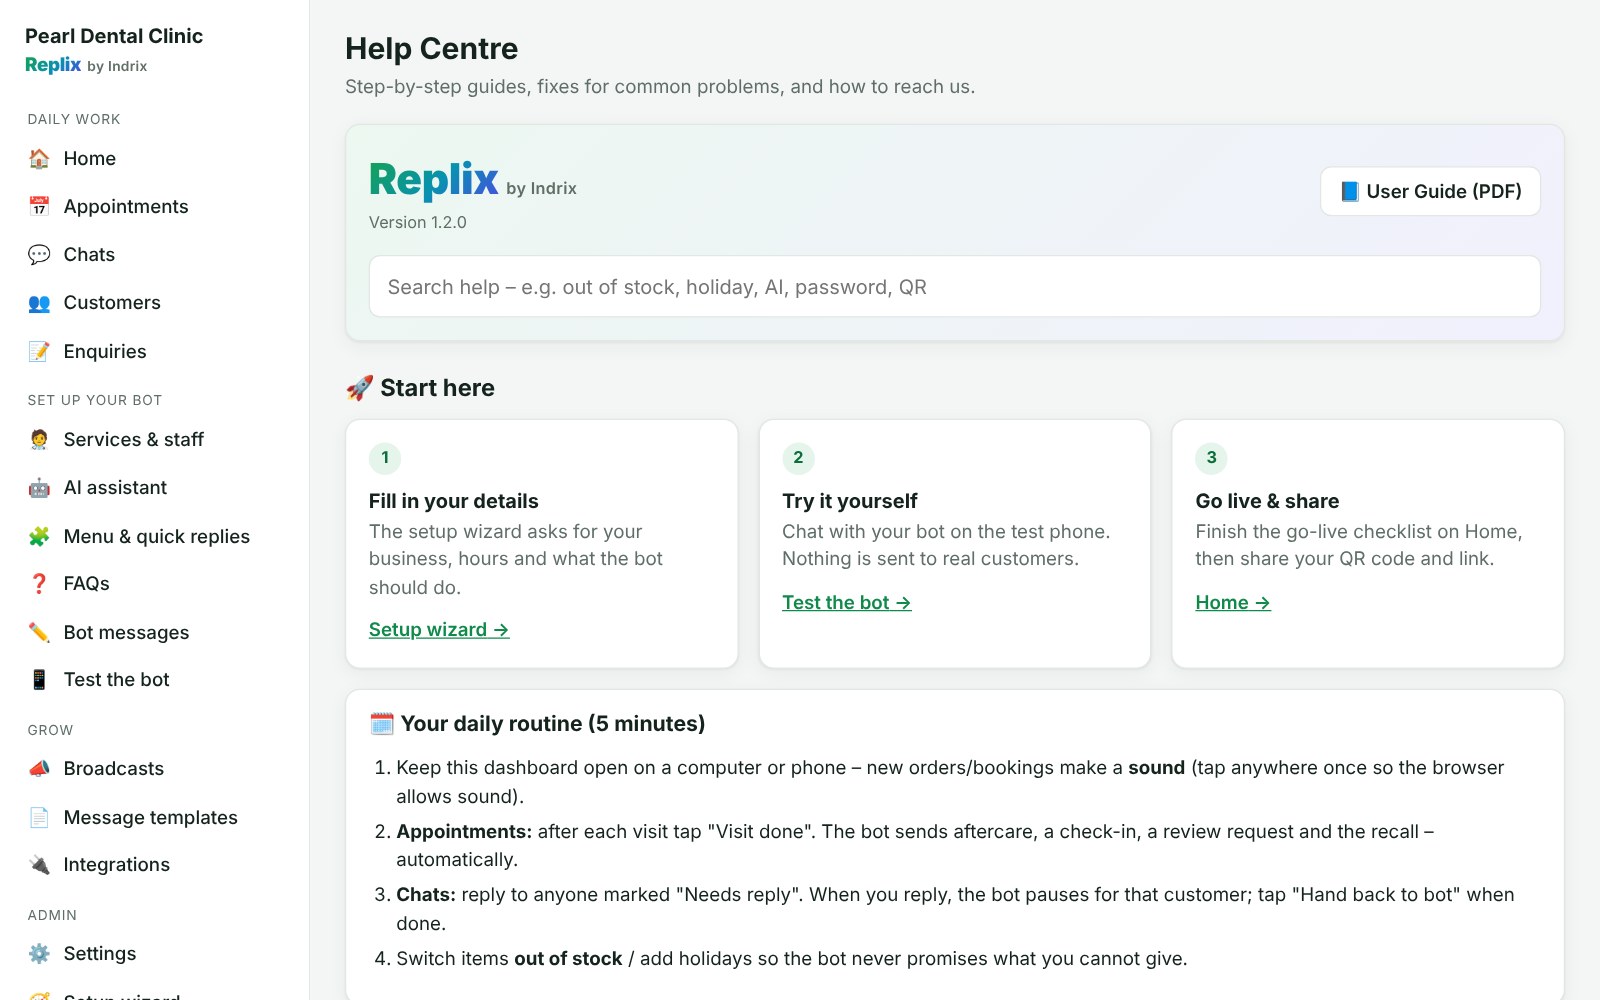 Pearl Dental Clinic
Replix by Indrix
DAILY WORK
Home
Appointments
Chats
Customers
Enquiries
SET UP YOUR BOT
Services & staff
AI assistant
Menu & quick replies
FAQs
Bot messages
Test the bot
GROW
Broadcasts
Message templates
Integrations
ADMIN
Settings
Setup wizard
Help Centre
Step-by-step guides, fixes for common problems, and how to reach us.
Replix by Indrix
Version 1.2.0
User Guide (PDF)
Search help – e.g. out of stock, holiday, AI, password, QR
Start here
1
Fill in your details
The setup wizard asks for your
business, hours and what the bot
should do.
Setup wizard →
2
Try it yourself
Chat with your bot on the test phone.
Nothing is sent to real customers.
Test the bot →
3
Go live & share
Finish the go-live checklist on Home,
then share your QR code and link.
Home →
Your daily routine (5 minutes)
1. Keep this dashboard open on a computer or phone – new orders/bookings make a sound (tap anywhere once so the browser
allows sound).
2. Appointments: after each visit tap "Visit done". The bot sends aftercare, a check-in, a review request and the recall –
automatically.
3. Chats: reply to anyone marked "Needs reply". When you reply, the bot pauses for that customer; tap "Hand back to bot" when
done.
4. Switch items out of stock / add holidays so the bot never promises what you cannot give.